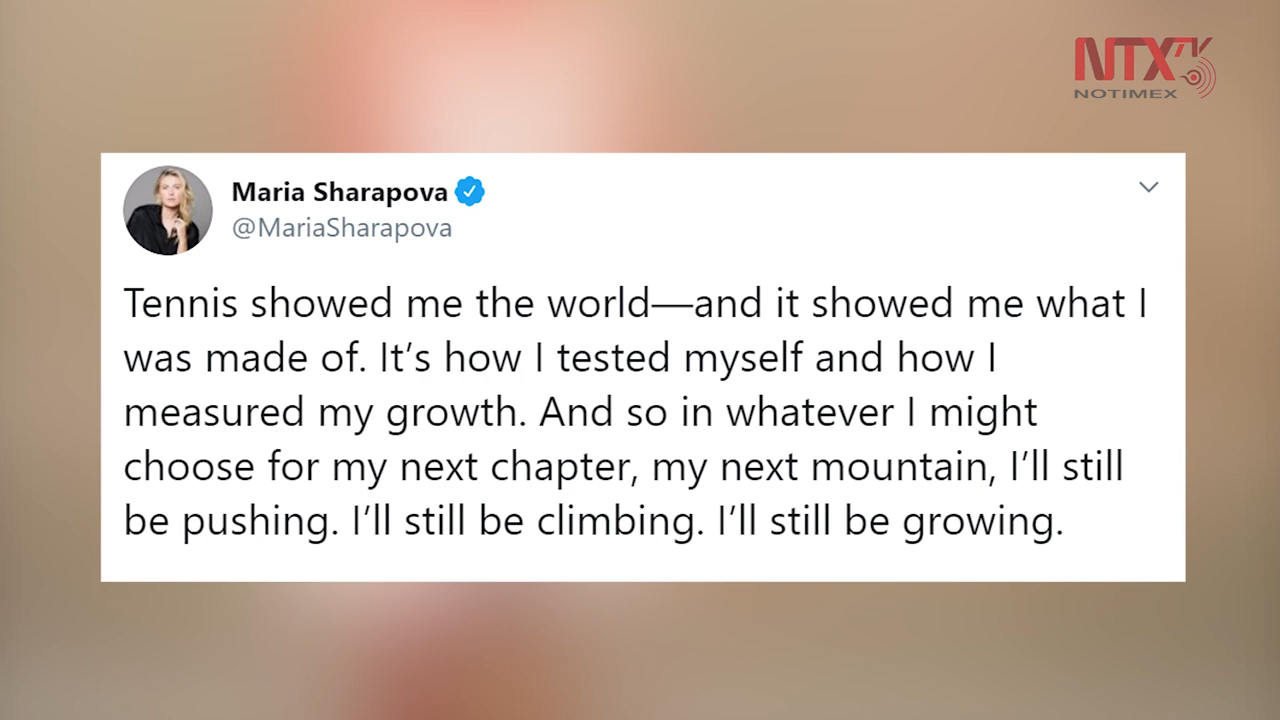 NTX
NOTIMEX
Maria Sharapova
@MariaSharapova
Tennis showed me the world—and it showed me what I
was made of. It’s how I tested myself and how I
measured my growth. And so in whatever I might
choose for my next chapter, my next mountain, I’ll still
be pushing. I’ll still be climbing. I’ll still be growing.